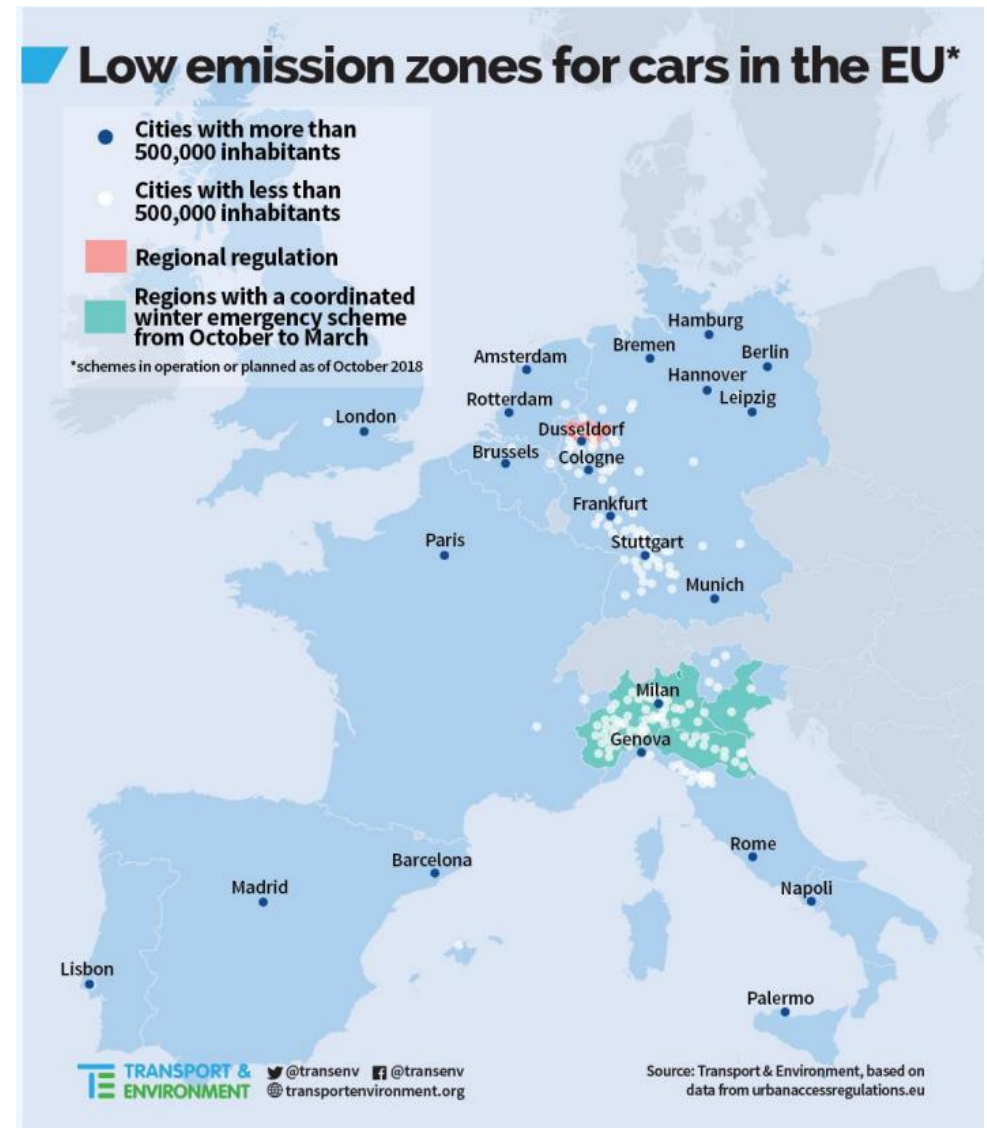 Low emission zones for cars in the EU*
Cities with more than
500,000 inhabitants
Cities with less than
500,000 inhabitants
Regional regulation
Regions with a coordinated
winter emergency scheme
from October to March
*schemes in operation or planned as of October 2018
Hamburg
Bremen
Berlin
Amsterdam
Hannover
Leipzig
Rotterdam
London
Dusseldorf
Brussels
Cologne
Frankfurt
Paris
Stuttgart
Munich
Milan
Genova
Rome
Barcelona
Madrid
Napoli
Lisbon
Palermo
TRANSPORT &
ENVIRONMENT
@transenv @transenv
transportenvironment.org
Source: Transport & Environment, based on
data from urbanaccessregulations.eu